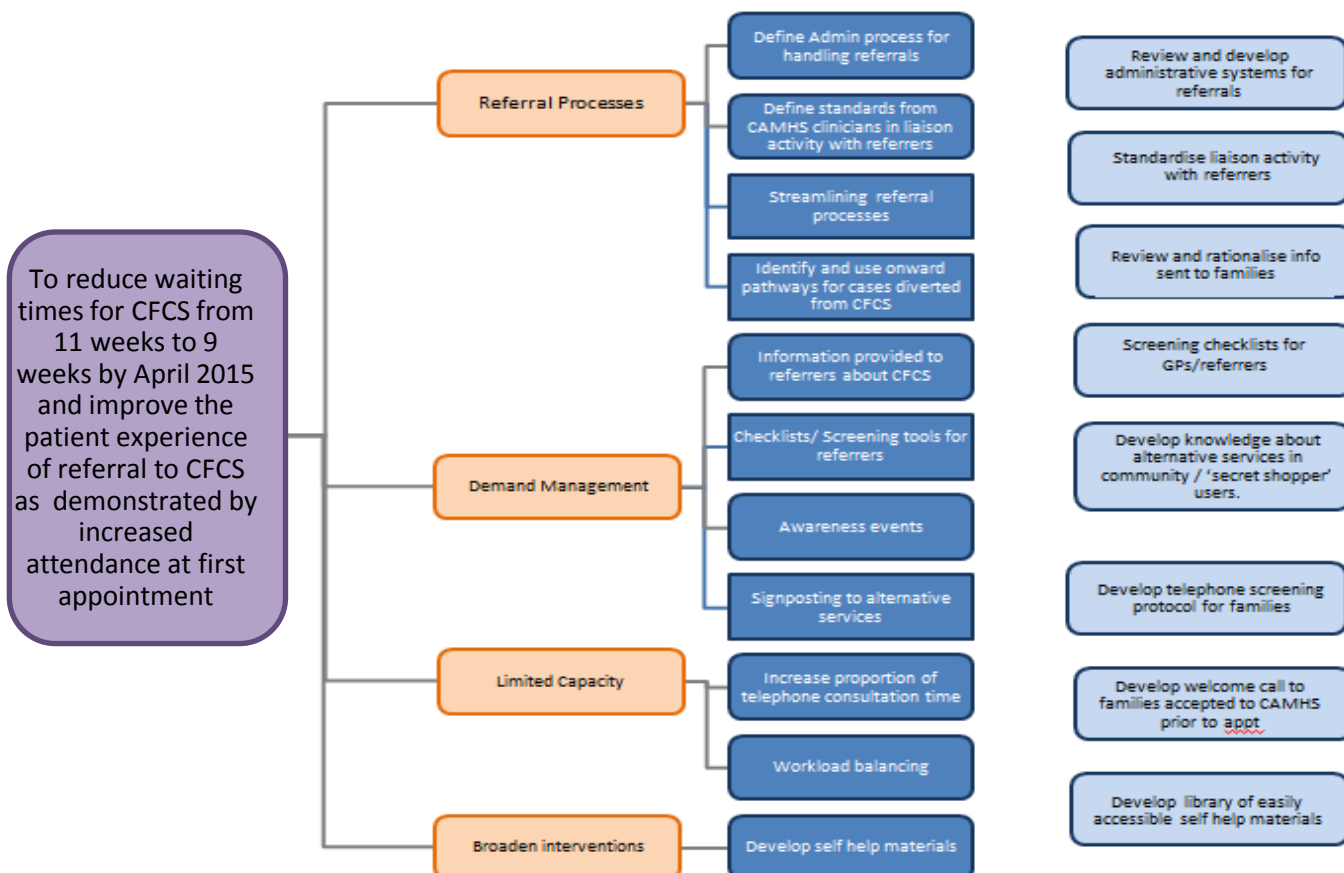 To reduce waiting
times for CFCS from
11 weeks to 9
weeks by April 2015
and improve the
patient experience
of referral to CFCS
as demonstrated by
increased
attendance at first
appointment
Referral Processes
Demand Management
Limited Capacity
Broaden interventions
Define Admin process for
handling referrals
Define standards from
CAMHS clinicians in liaison
activity with referrers
Streamlining referral
processes
Identify and use onward
pathways for cases diverted
from CFCS
Information provided to
referrers about CFCS
Checklists/ Screening tools for
referrers
Awareness events
Signposting to alternative
services
Increase proportion of
telephone consultation time
Workload balancing
Develop self help materials
Review and develop
administrative systems for
referrals
Standardise liaison activity
with referrers
Review and rationalise info
sent to families
Screening checklists for
GPs/referrers
Develop knowledge about
alternative services in
community / 'secret shopper'
users.
Develop telephone screening
protocol for families
Develop welcome call to
families accepted to CAMHS
prior to appt
Develop library of easily
accessible self help materials